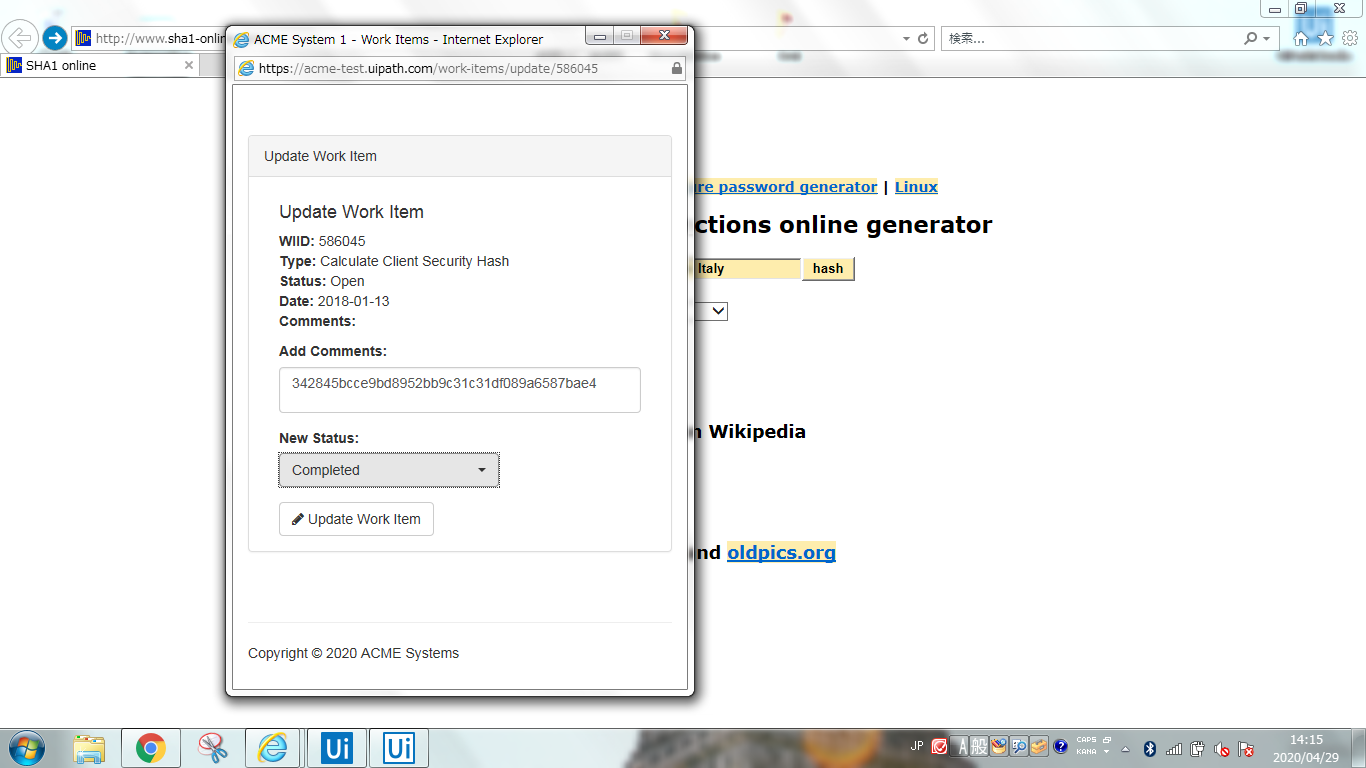 ACME System 1 - Work Items - Internet Explorer
https://acme-test.uipath.com/work-items/update/586045
http://www.sha1-onlin
検索...
SHA1 online
Update Work Item
Update Work Item
WIID: 586045
Type: Calculate Client Security Hash
Status: Open
Date: 2018-01-13
Comments:
Add Comments:
342845bcce9bd8952bb9c31c31df089a6587bae4
New Status:
Completed
Update Work Item
Copyright © 2020 ACME Systems
re password generator | Linux
ctions online generator
Italy
hash
n Wikipedia
nd oldpics.org
Ui
Ui
JP
A般
CAPS
KANA
14:15
2020/04/29